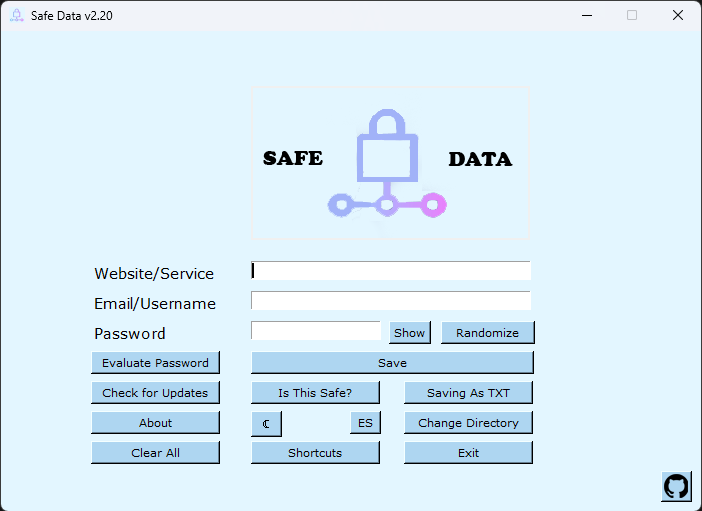 Safe Data v2.20
SAFE DATA
Website/Service
Email/Username
Password Show Randomize
Evaluate Password Save
Check for Updates Is This Safe? Saving As TXT
About ES Change Directory
Clear All Shortcuts Exit